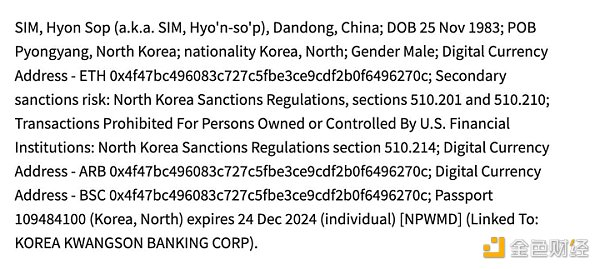 SIM, Hyon Sop (a.k.a. SIM, Hyo'n-so'p), Dandong, China; DOB 25 Nov 1983; POB
Pyongyang, North Korea; nationality Korea, North; Gender Male; Digital Currency
Address - ETH 0x4f47bc496083c727c5fbe3ce9cdf2b0f6496270c; Secondary
sanctions risk: North Korea Sanctions Regulations, sections 510.201 and 510.210;
Transactions Prohibited For Persons Owned or Controlled By U.S. Financial
Institutions: North Korea Sanctions Regulations section 510.214; Digital Currency
Address - ARB 0x4f47bc496083c727c5fbe3ce9cdf2b0f6496270c; Digital Currency
Address - BSC 0x4f47bc496083c727c5fbe3ce9cdf2b0f6496270c; Passport
109484100 (Korea, North) expires 24 Dec 2024 (individual) [NPWMD] (Linked To:
KOREA KWANGSON BANKING CORP).
金色财经